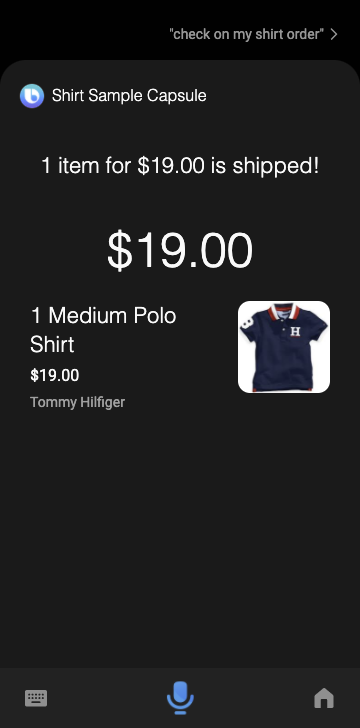 "check on my shirt order"
Shirt Sample Capsule
1 item for $19.00 is shipped!
$19.00
1 Medium Polo
Shirt
$19.00
Tommy Hilfiger
H